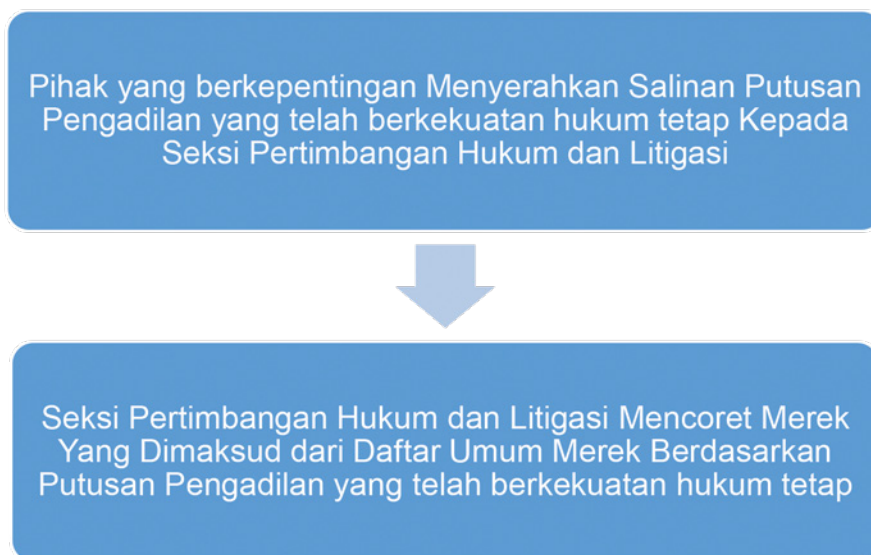 Pihak yang berkepentingan Menyerahkan Salinan Putusan
Pengadilan yang telah berkekuatan hukum tetap Kepada
Seksi Pertimbangan Hukum dan Litigasi
Seksi Pertimbangan Hukum dan Litigasi Mencoret Merek
Yang Dimaksud dari Daftar Umum Merek Berdasarkan
Putusan Pengadilan yang telah berkekuatan hukum tetap